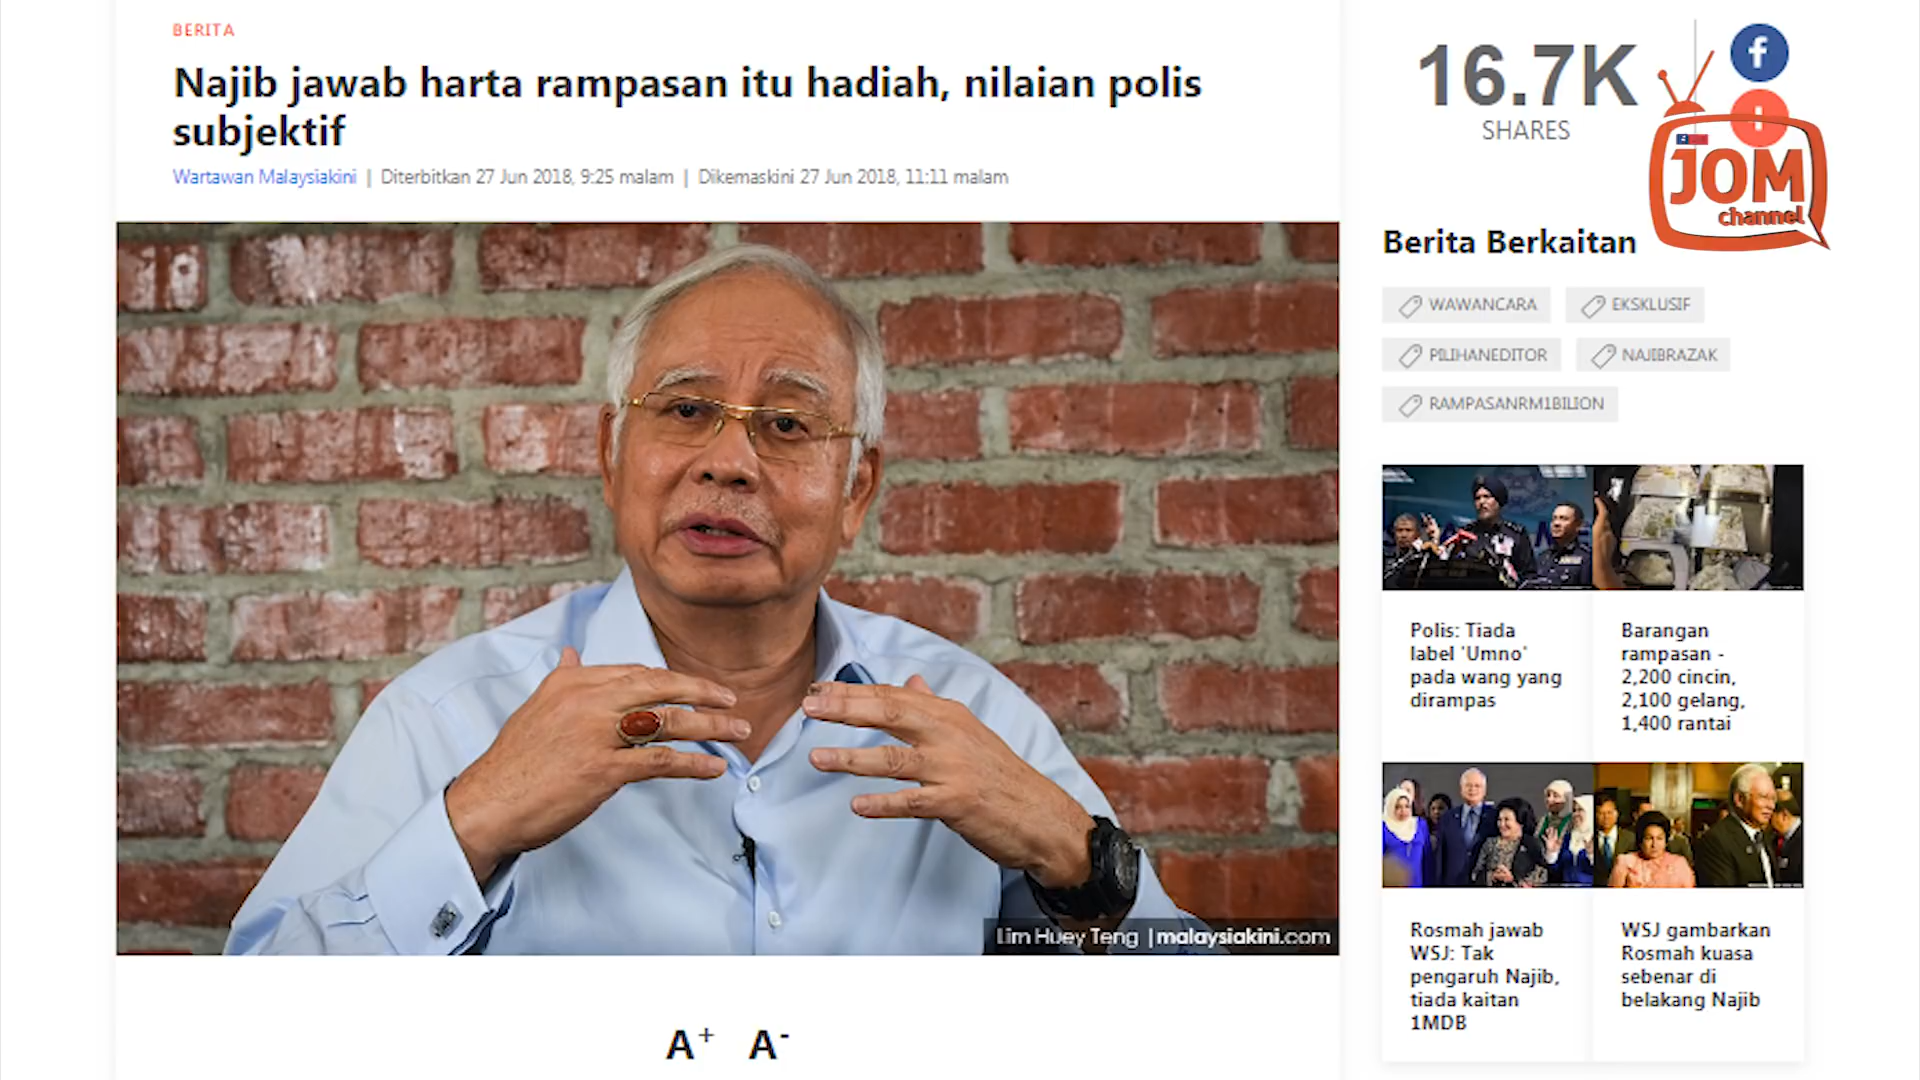 BERITA
Najib jawab harta rampasan itu hadiah, nilaian polis
subjektif
Wartawan Malaysiakini | Diterbitkan 27 Jun 2018, 9:25 malam | Dikemaskini 27 Jun 2018, 11:11 malam
Lim Huey Teng | malaysiakini.com
A+ A-
16.7K
SHARES
JOM
channel
Berita Berkaitan
WAWANCARA
EKSKLUSIF
PILIHANEDITOR
NAJIBRAZAK
RAMPASANRM1BILION
Polis: Tiada
label 'Umno'
pada wang yang
dirampas
Barangan
rampasan -
2,200 cincin,
2,100 gelang,
1,400 rantai
Rosmah jawab
WSJ: Tak
pengaruh Najib,
tiada kaitan
1MDB
WSJ gambarkan
Rosmah kuasa
sebenar di
belakang Najib